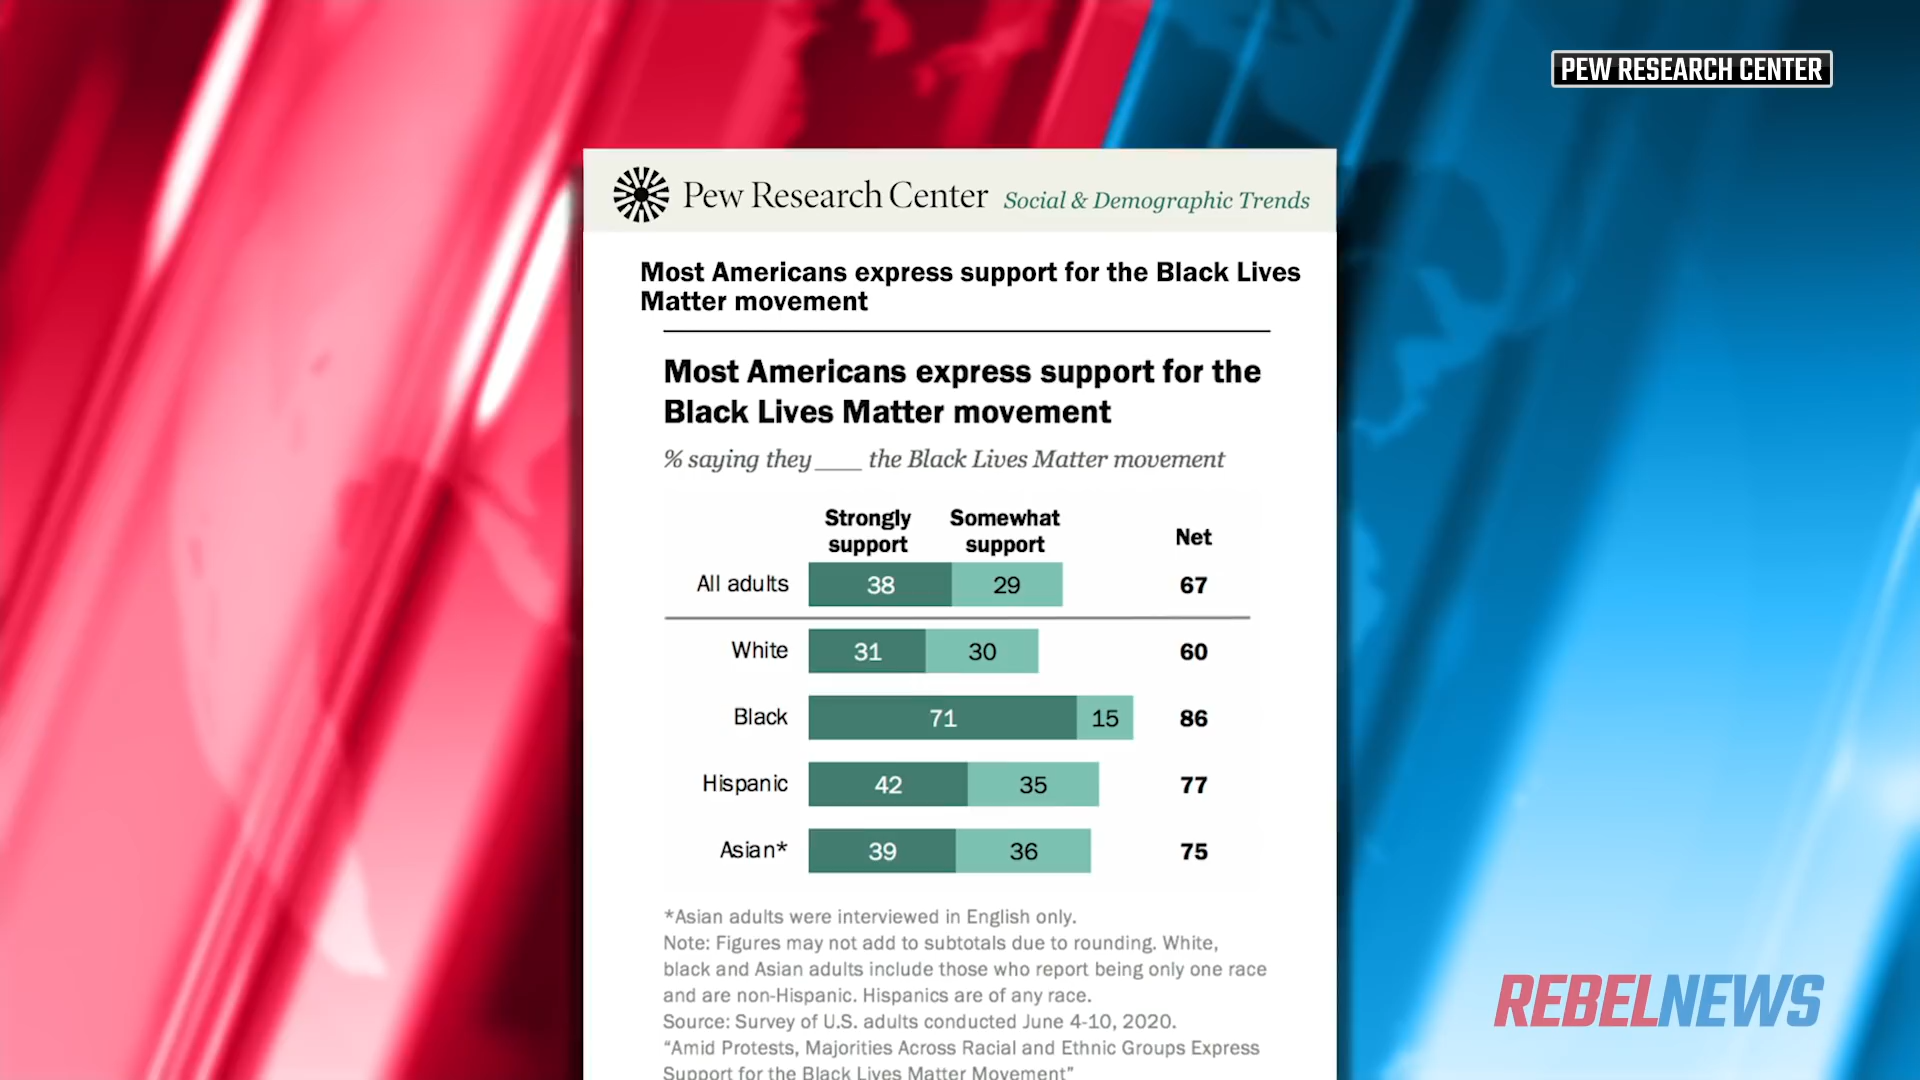 PEW RESEARCH CENTER
Pew Research Center Social & Demographic Trends
Most Americans express support for the Black Lives
Matter movement
Most Americans express support for the
Black Lives Matter movement
% saying they ____ the Black Lives Matter movement
Strongly support Somewhat support Net
All adults 38 29 67
White 31 30 60
Black 71 15 86
Hispanic 42 35 77
Asian* 39 36 75
*Asian adults were interviewed in English only.
Note: Figures may not add to subtotals due to rounding. White,
black and Asian adults include those who report being only one race
and are non-Hispanic. Hispanics are of any race.
Source: Survey of U.S. adults conducted June 4-10, 2020.
“Amid Protests, Majorities Across Racial and Ethnic Groups Express
Support for the Black Lives Matter Movement”
REBELNEWS